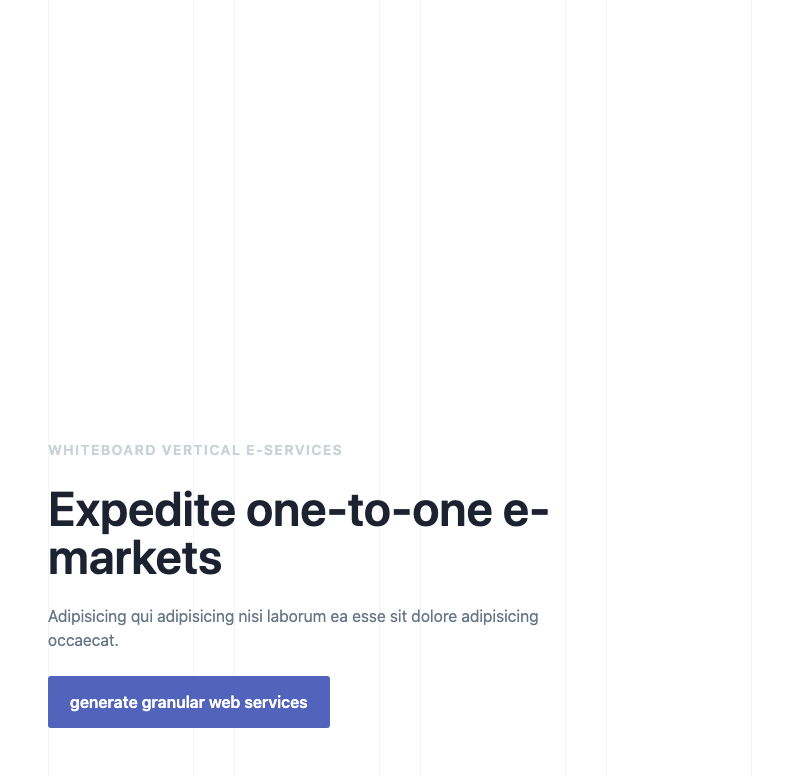 WHITEBOARD VERTICAL E-SERVICES
Expedite one-to-one e-
markets
Adipisicing qui adipisicing nisi laborum ea esse sit dolore adipisicing
occaecat.
generate granular web services